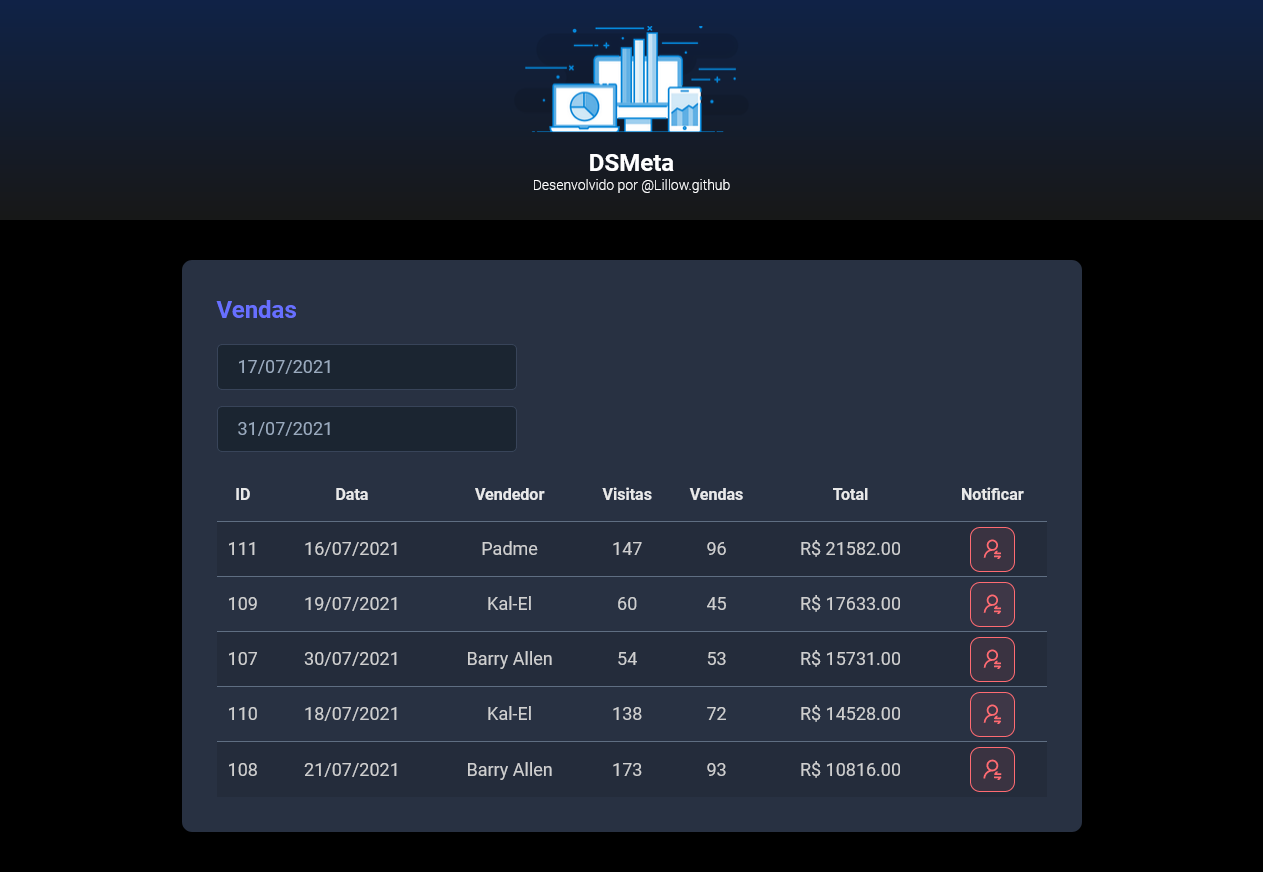 DSMeta
Desenvolvido por @Lillow.github
Vendas
17/07/2021
31/07/2021
ID Data Vendedor Visitas Vendas Total Notificar
111 16/07/2021 Padme 147 96 R$ 21582.00
109 19/07/2021 Kal-El 60 45 R$ 17633.00
107 30/07/2021 Barry Allen 54 53 R$ 15731.00
110 18/07/2021 Kal-El 138 72 R$ 14528.00
108 21/07/2021 Barry Allen 173 93 R$ 10816.00